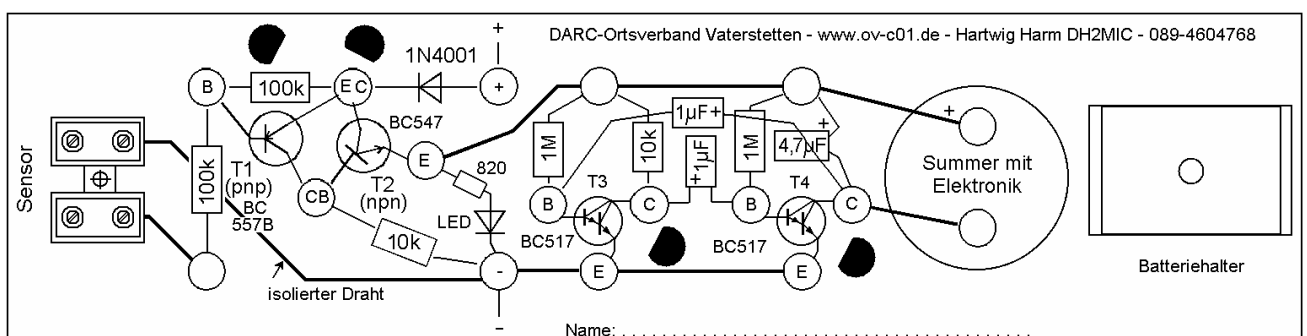 DARC-Ortsverband Vaterstetten - www.ov-c01.de - Hartwig Harm DH2MIC - 089-4604768
+
1N4001
B
100k
E C
+
BC547
1µF+
+
+
1M
10k
+1µF
1M
4,7µF
Summer mit
Elektronik
Sensor
100k
T1
(pnp)
BC
557B
T2
(npn)
E
820
CB
LED
10k
T3
B
C
BC517
T4
B
C
BC517
-
E
E
isolierter Draht
Batteriehalter
–
Name: . . . . . . . . . . . . . . . . . . . . . . . . . . . . . . . . . . . . . . . .